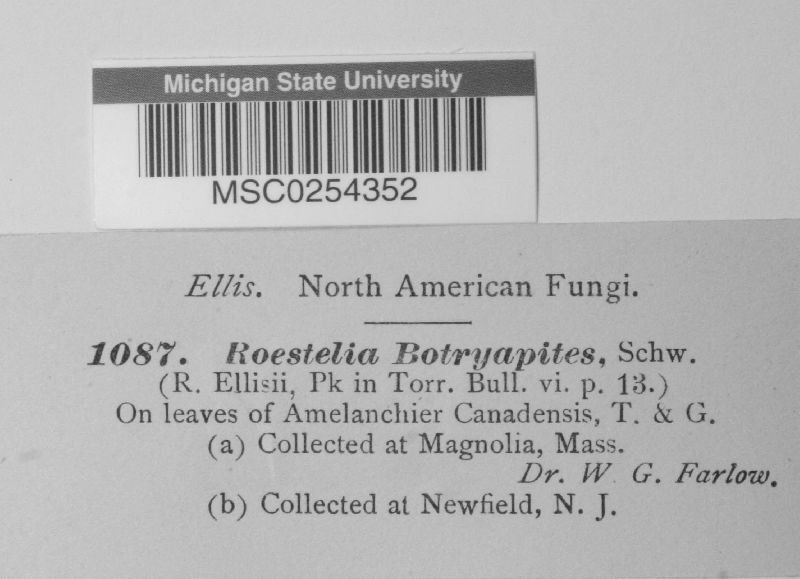 Michigan State University
MSC0254352
Ellis. North American Fungi.
1087. Roestelia Botryapites, Schw.
(R. Ellisii, Pk in Torr. Bull. vi. p. 13.)
On leaves of Amelanchier Canadensis, T. & G.
(a) Collected at Magnolia, Mass.
Dr. W. G. Farlow.
(b) Collected at Newfield, N. J.